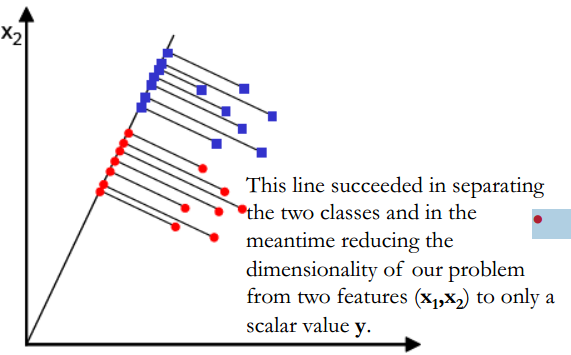 x2
This line succeeded in separating
the two classes and in the
meantime reducing the
dimensionality of our problem
from two features (x1,x2) to only a
scalar value y.